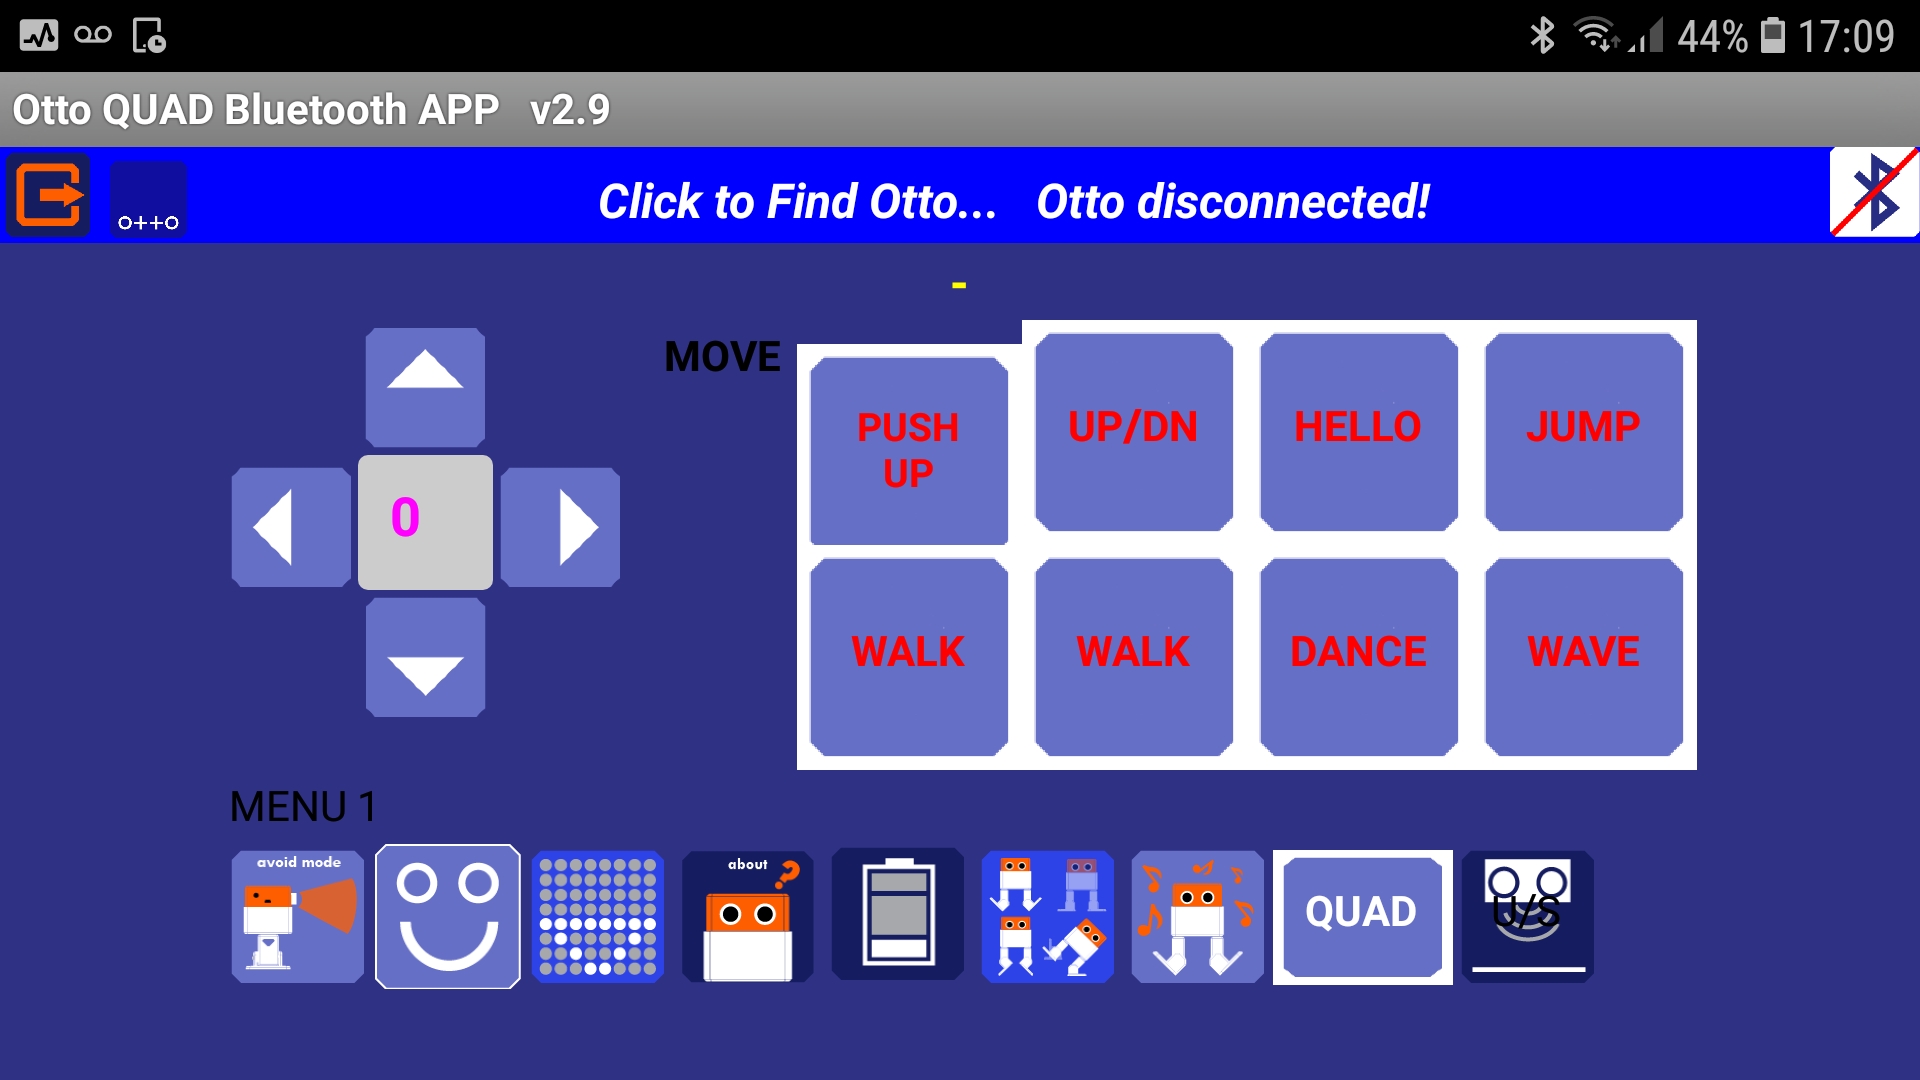 44% 17:09
Otto QUAD Bluetooth APP v2.9
o++o
Click to Find Otto... Otto disconnected!
-
MOVE
PUSH
UP
UP/DN
HELLO
JUMP
0
WALK
WALK
DANCE
WAVE
MENU 1
avoid mode
about
?
QUAD
U/S